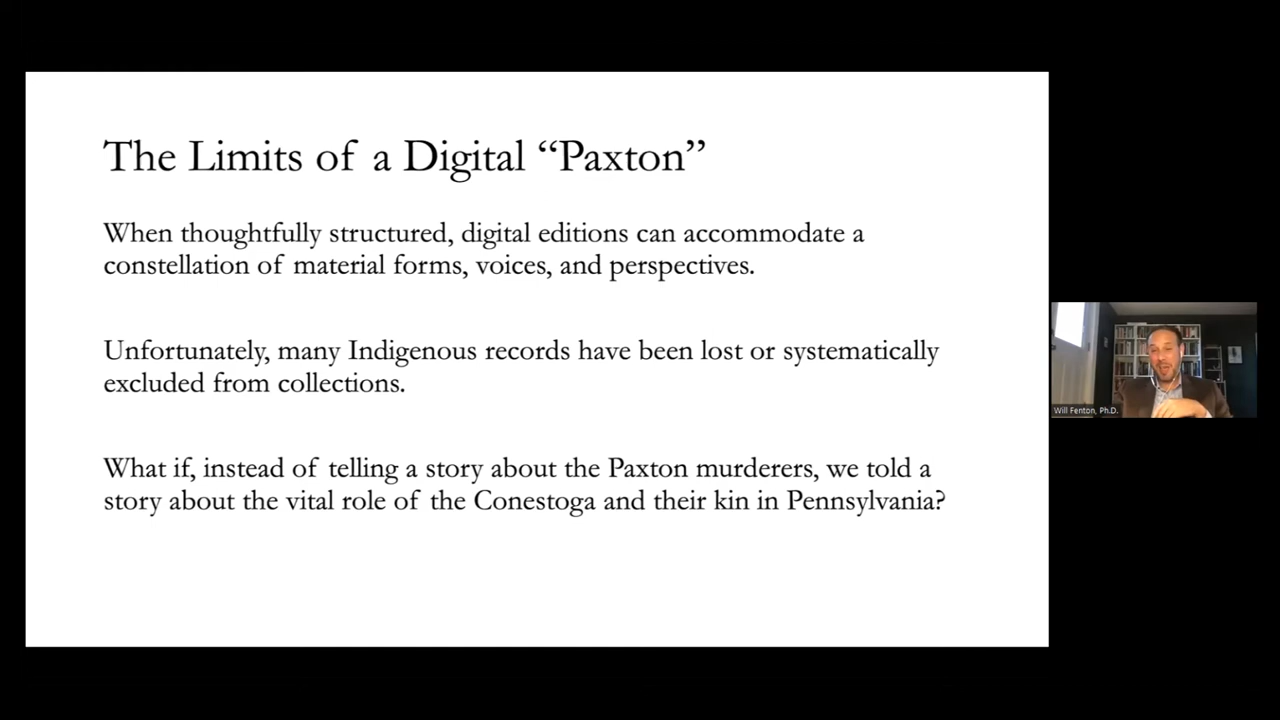 The Limits of a Digital “Paxton”
When thoughtfully structured, digital editions can accommodate a
constellation of material forms, voices, and perspectives.
Unfortunately, many Indigenous records have been lost or systematically
excluded from collections.
What if, instead of telling a story about the Paxton murderers, we told a
story about the vital role of the Conestoga and their kin in Pennsylvania?
Will Fenton, Ph.D.